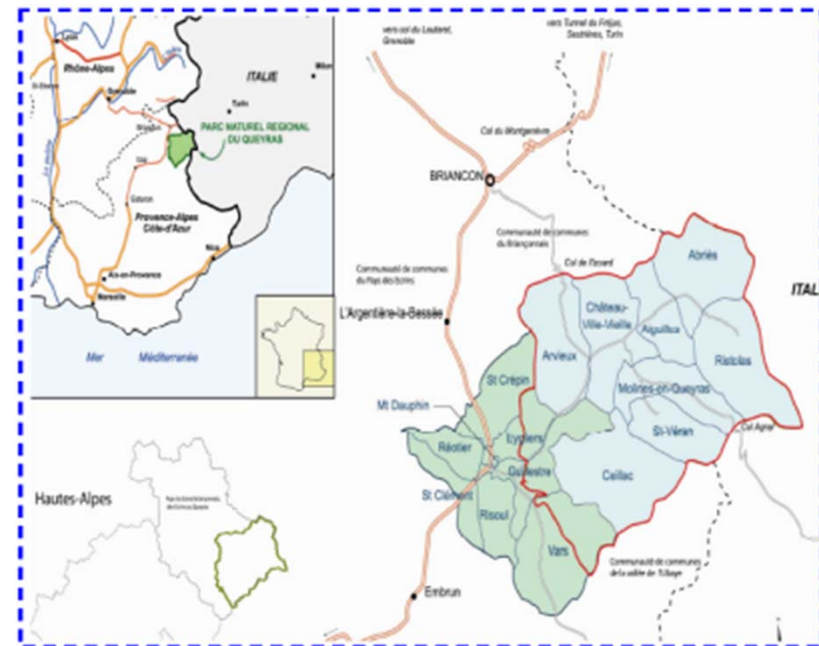 Lyon
Rhône-Alpes
Grenoble
ITALIE
Milan
Turin
Briançon
PARC NATUREL REGIONAL
DU QUEYRAS
Gap
Provence-Alpes
Côte-d'Azur
Nice
Aix-en-Provence
Marseille
Mer Méditerranée
vers col du Lautaret,
Grenoble
vers Tunnel du Fréjus,
Sestrières, Turin
Col du Montgenèvre
BRIANCON
Communauté de communes
du Briançonnais
Communauté de communes
du Pays des Ecrins
Col de l'Izoard
Abriès
ITAL
L'Argentière-la-Bessée
Château-
Ville-Vieille
Aiguilles
Arvieux
Ristolas
St Crépin
Molines-en-Queyras
Mt Dauphin
St-Véran
Col Agnel
Eygliers
Réotier
Guillestre
Ceillac
St Clément
Risoul
Vars
Communauté de communes
de la vallée de l'Ubaye
Embrun
Hautes-Alpes